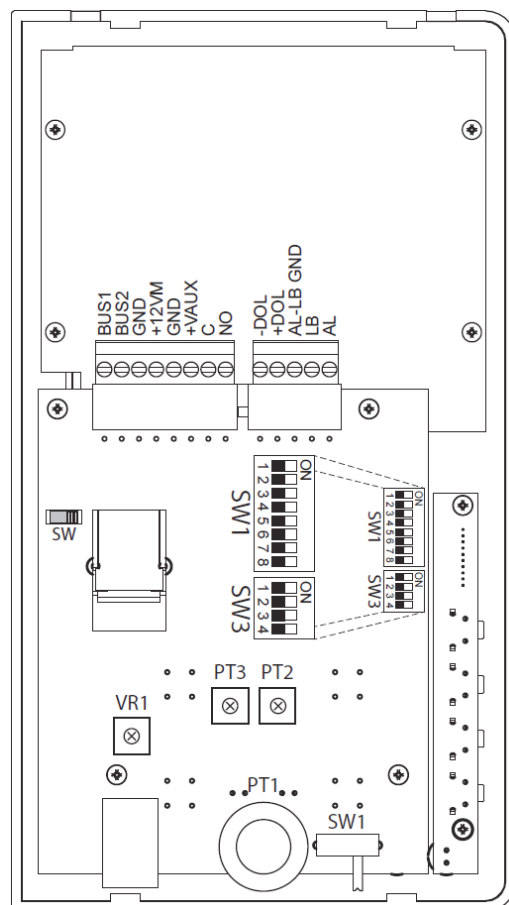 BUS1
BUS2
GND
+12VM
GND
+VAUX
C
NO
-DOL
+DOL
AL-LB GND
LB
AL
SW1
1 2 3 4 5 6 7 8
ON
SW3
1 2 3 4
ON
SW1
1 2 3 4 5 6 7 8
ON
SW3
1 2 3 4
ON
SW
PT3 PT2
VR1
PT1
SW1